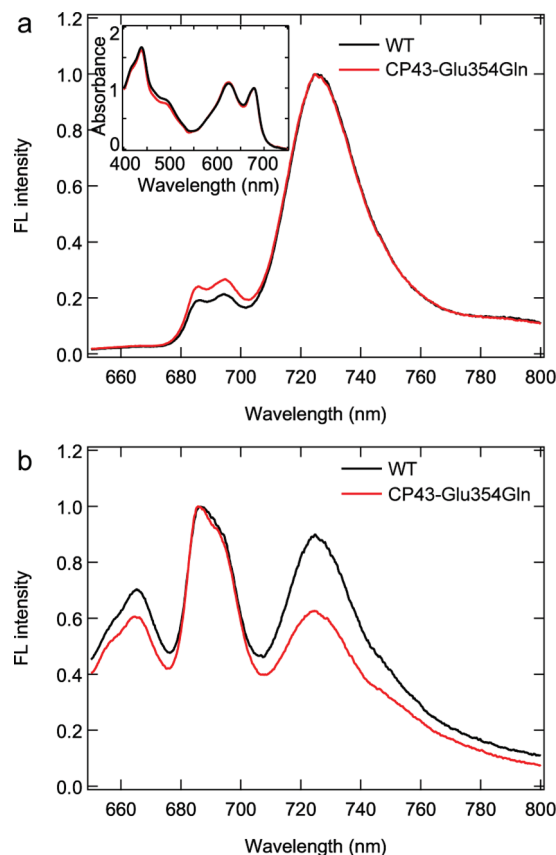 a
WT
CP43-Glu354Gln
FL intensity
1.2
1.0
0.8
0.6
0.4
0.2
0.0
Absorbance
2
1
0
400 500 600 700
Wavelength (nm)
660 680 700 720 740 760 780 800
Wavelength (nm)
b
WT
CP43-Glu354Gln
FL intensity
1.2
1.0
0.8
0.6
0.4
0.2
0.0
660 680 700 720 740 760 780 800
Wavelength (nm)